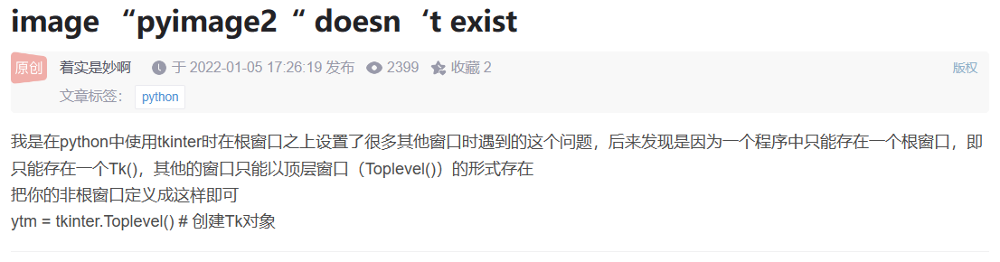 image “pyimage2“ doesn‘t exist
原创 着实是妙啊 于 2022-01-05 17:26:19 发布 2399 收藏 2 版权
文章标签： python
我是在python中使用tkinter时在根窗口之上设置了很多其他窗口时遇到的这个问题，后来发现是因为一个程序中只能存在一个根窗口，即
只能存在一个Tk()，其他的窗口只能以顶层窗口（Toplevel()）的形式存在
把你的非根窗口定义成这样即可
ytm = tkinter.Toplevel() # 创建Tk对象